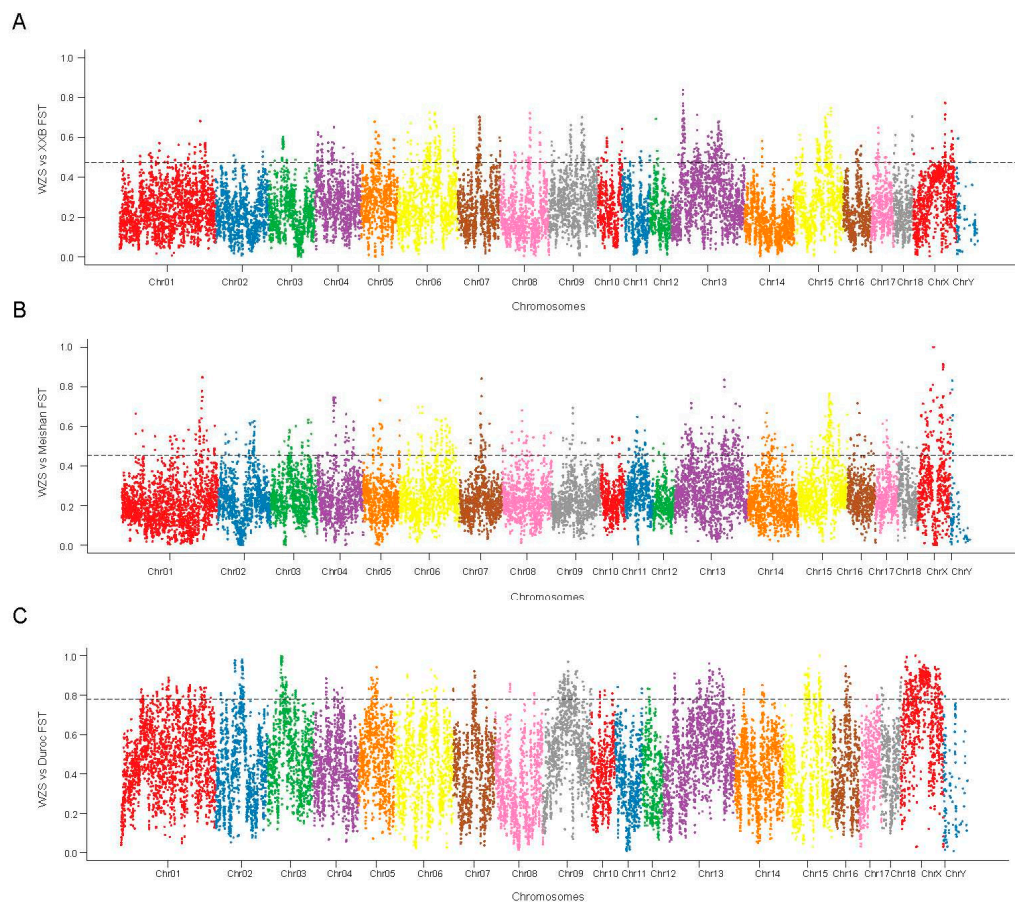 A
WZS vs XXB FST
1.0
0.8
0.6
0.4
0.2
0.0
Chr01 Chr02 Chr03 Chr04 Chr05 Chr06 Chr07 Chr08 Chr09 Chr10 Chr11 Chr12 Chr13 Chr14 Chr15 Chr16 Chr17 Chr18 ChrX ChrY
Chromosomes
B
WZS vs Meishan FST
1.0
0.8
0.6
0.4
0.2
0.0
Chr01 Chr02 Chr03 Chr04 Chr05 Chr06 Chr07 Chr08 Chr09 Chr10 Chr11 Chr12 Chr13 Chr14 Chr15 Chr16 Chr17 Chr18 ChrX ChrY
Chromosomes
C
WZS vs Duroc FST
1.0
0.8
0.6
0.4
0.2
0.0
Chr01 Chr02 Chr03 Chr04 Chr05 Chr06 Chr07 Chr08 Chr09 Chr10 Chr11 Chr12 Chr13 Chr14 Chr15 Chr16 Chr17 Chr18 ChrX ChrY
Chromosomes